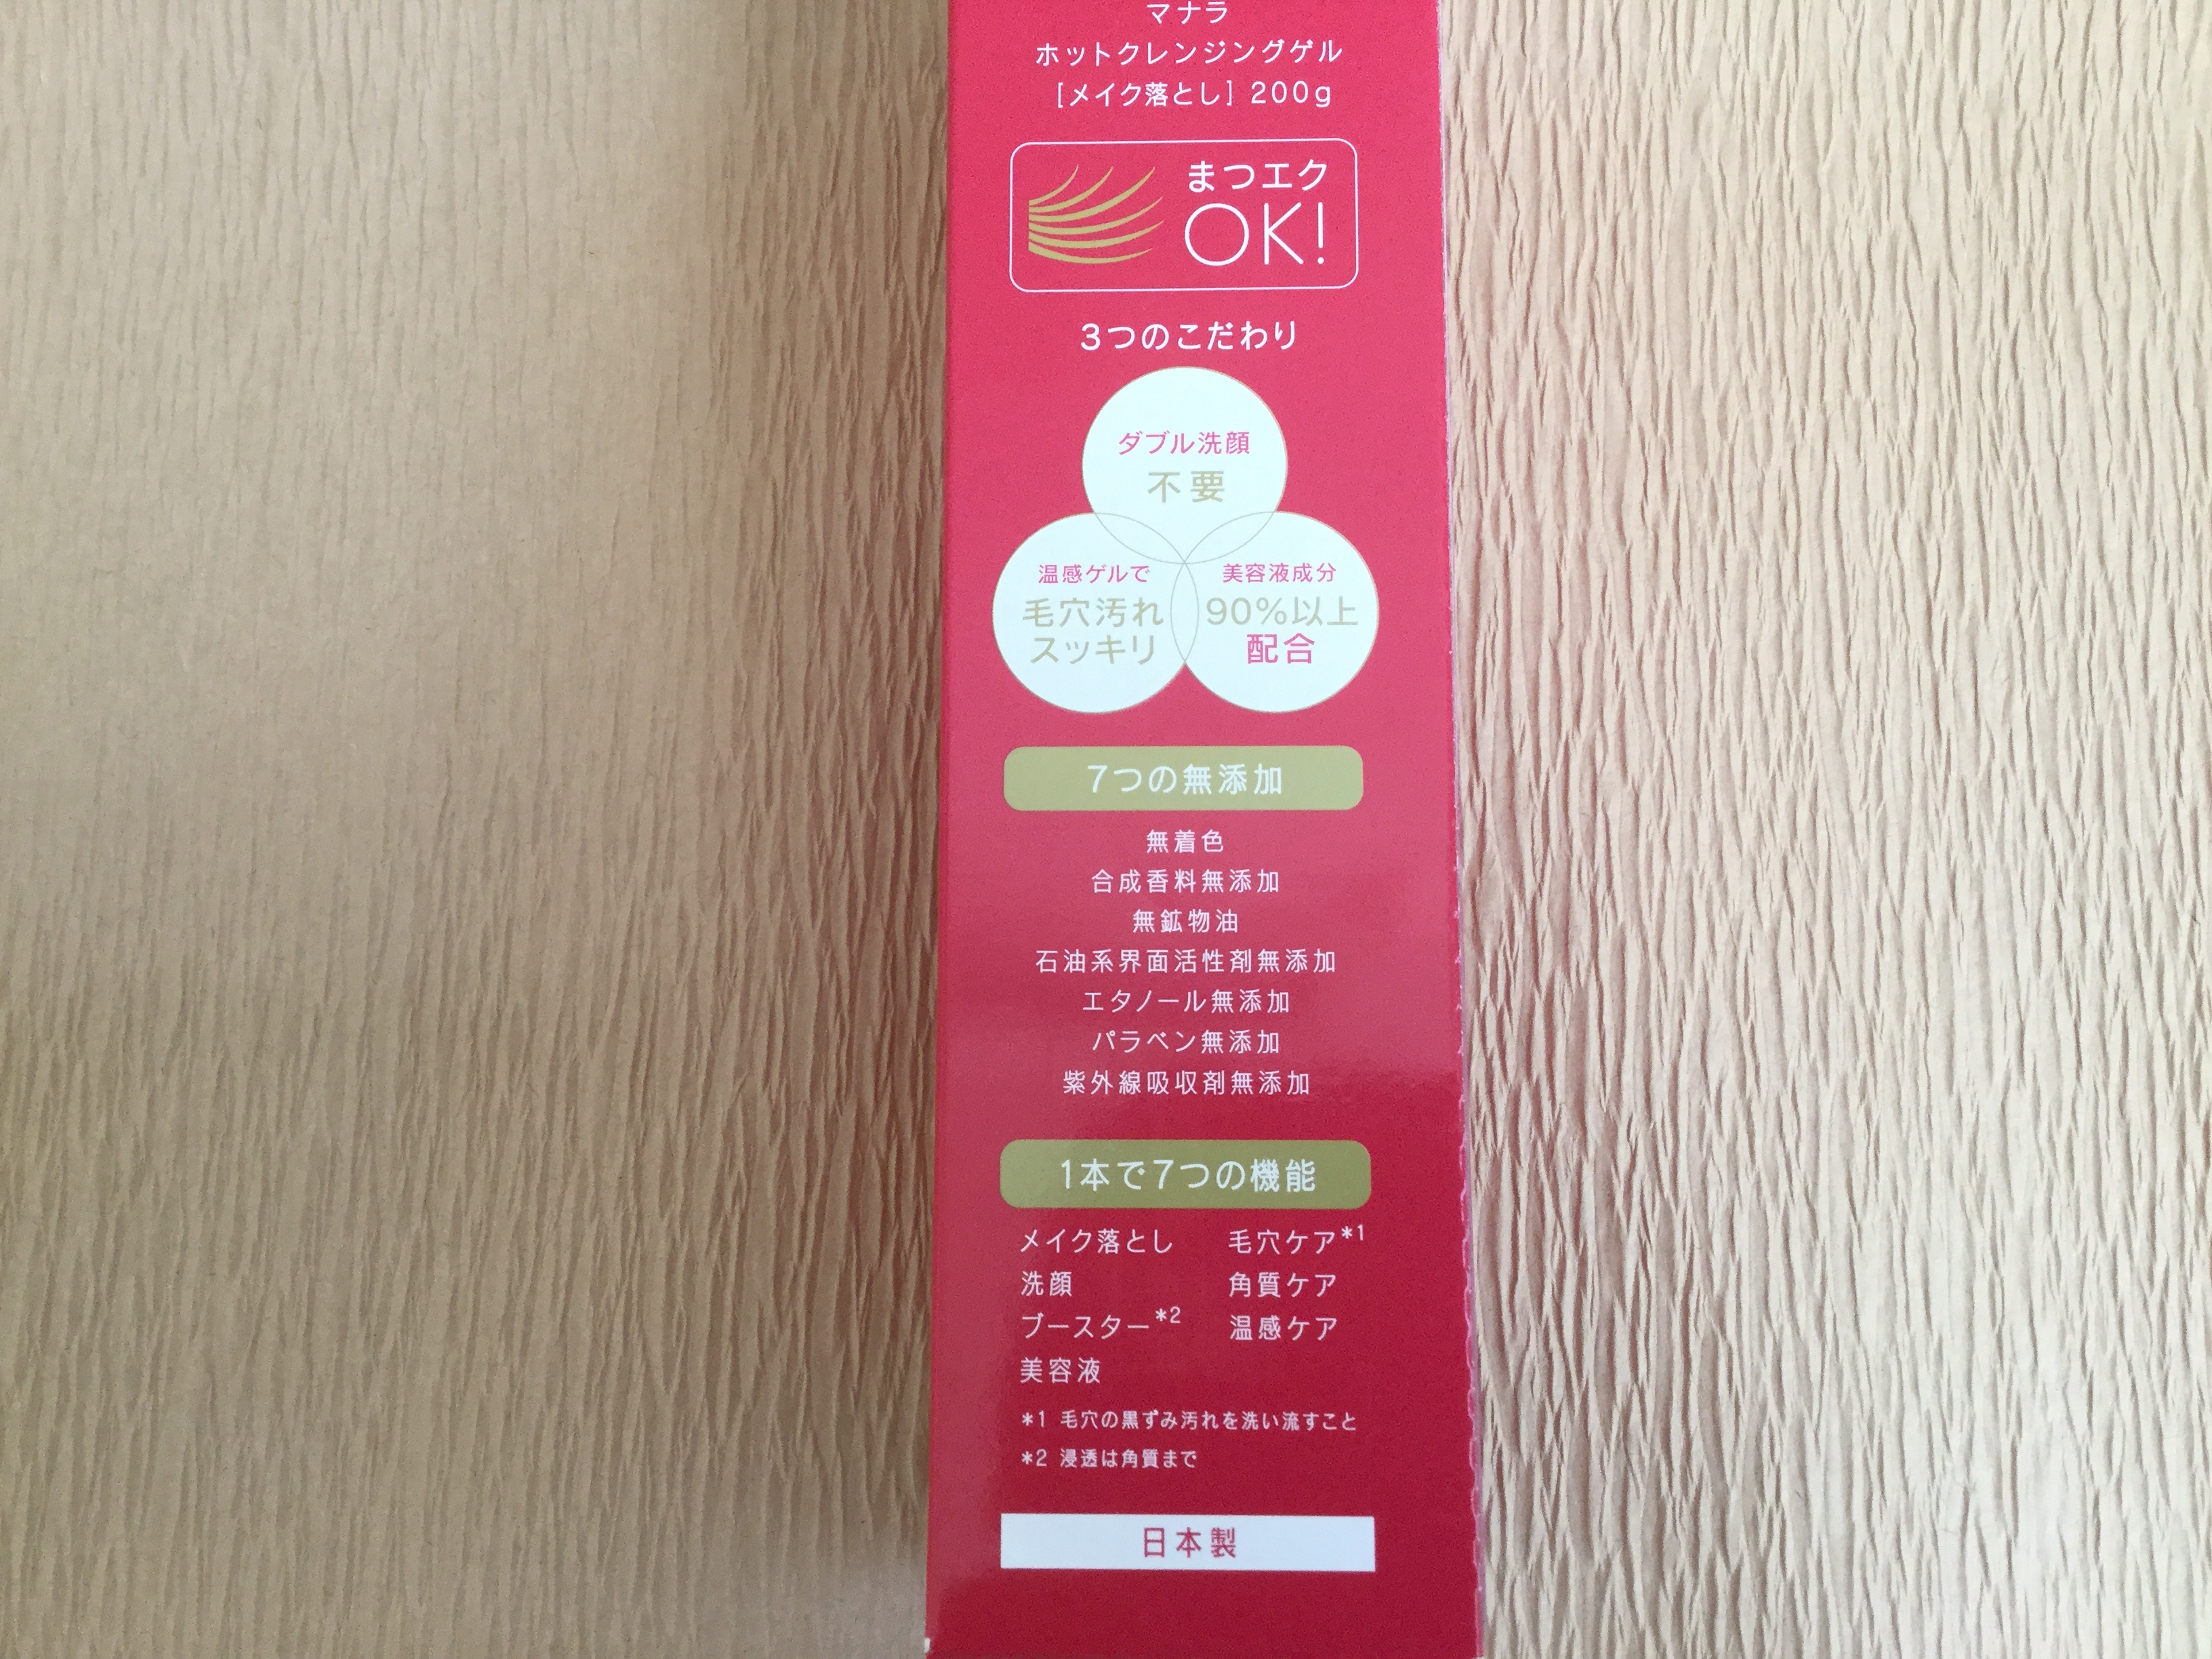 マナラ
ホットクレンジングゲル
[メイク落とし] 200g
まつエク
OK!
3つのこだわり
ダブル洗顔
不要
温感ゲルで
毛穴汚れ
スッキリ
美容液成分
90%以上
配合
7つの無添加
無着色
合成香料無添加
無鉱物油
石油系界面活性剤無添加
エタノール無添加
パラベン無添加
紫外線吸収剤無添加
1本で7つの機能
メイク落とし 毛穴ケア*1
洗顔 角質ケア
ブースター*2 温感ケア
美容液
*1 毛穴の黒ずみ汚れを洗い流すこと
*2 浸透は角質まで
日本製